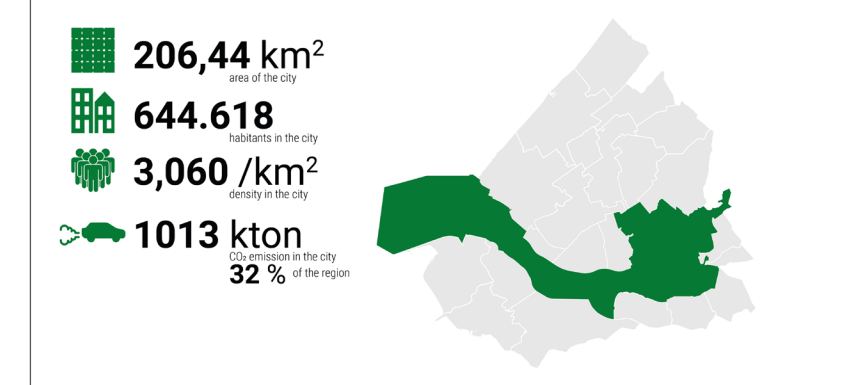 206,44 km²
area of the city
644.618
habitants in the city
3,060 /km²
density in the city
1013 kton
CO₂ emission in the city
32 % of the region